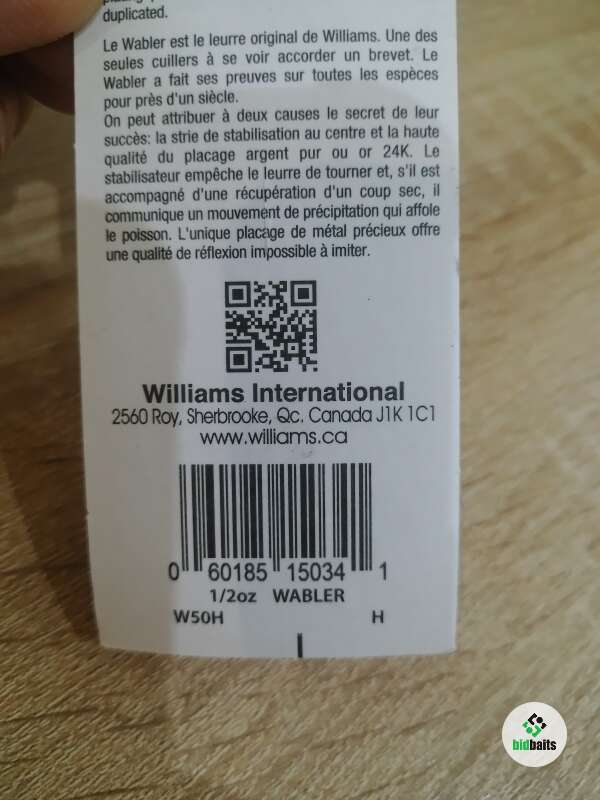 duplicated.
Le Wabler est le leurre original de Williams. Une des
seules cuillers à se voir accorder un brevet. Le
Wabler a fait ses preuves sur toutes les espèces
pour près d'un siècle.
On peut attribuer à deux causes le secret de leur
succès: la strie de stabilisation au centre et la haute
qualité du placage argent pur ou or 24K. Le
stabilisateur empêche le leurre de tourner et, s'il est
accompagné d'une récupération d'un coup sec, il
communique un mouvement de précipitation qui affole
le poisson. L'unique placage de métal précieux offre
une qualité de réflexion impossible à imiter.
Williams International
2560 Roy, Sherbrooke, Qc. Canada J1K 1C1
www.williams.ca
0 60185 15034 1
1/2oz WABLER
W50H H
bidbaits